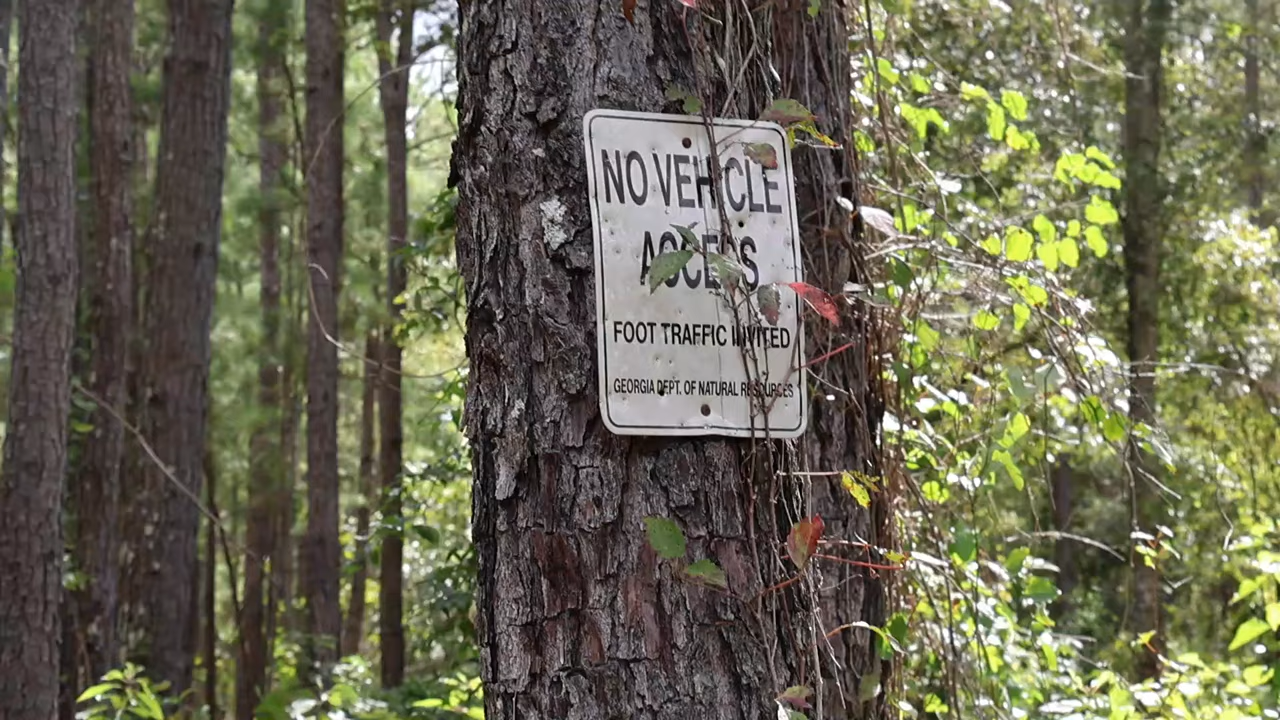 NO VEHICLE
ACCESS
FOOT TRAFFIC INVITED
GEORGIA DEPT. OF NATURAL RESOURCES